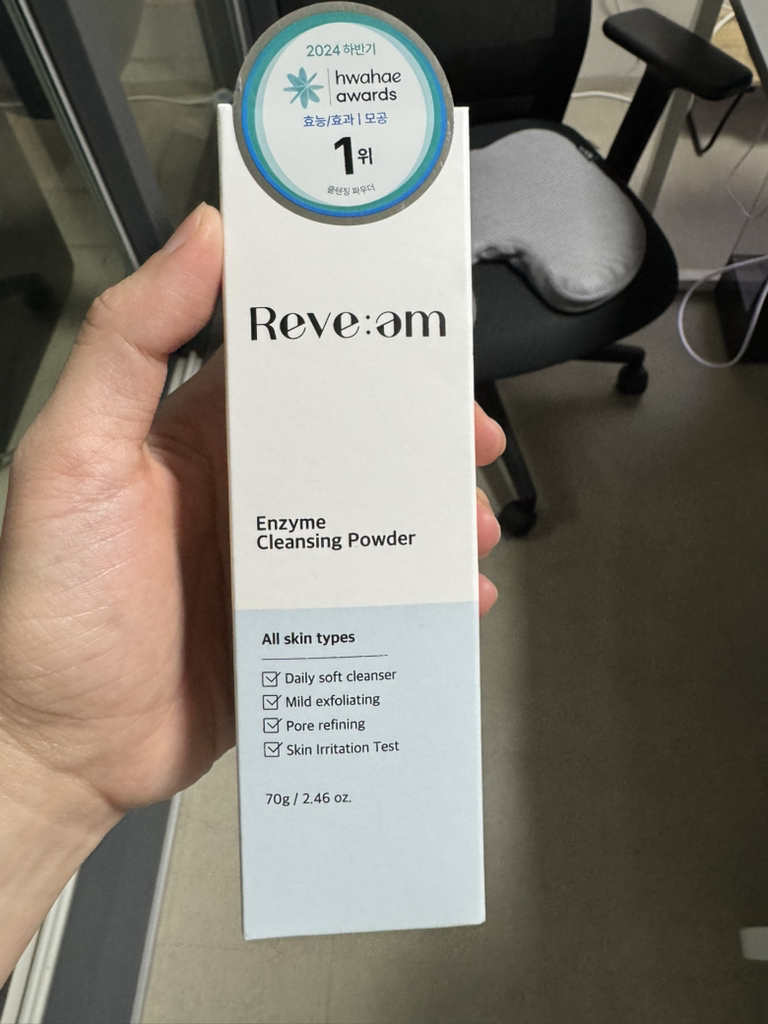 2024 하반기
hwahae
awards
효능/효과 | 모공
1위
클렌징 파우더
Reve:əm
Enzyme
Cleansing Powder
All skin types
Daily soft cleanser
Mild exfoliating
Pore refining
Skin Irritation Test
70g / 2.46 oz.